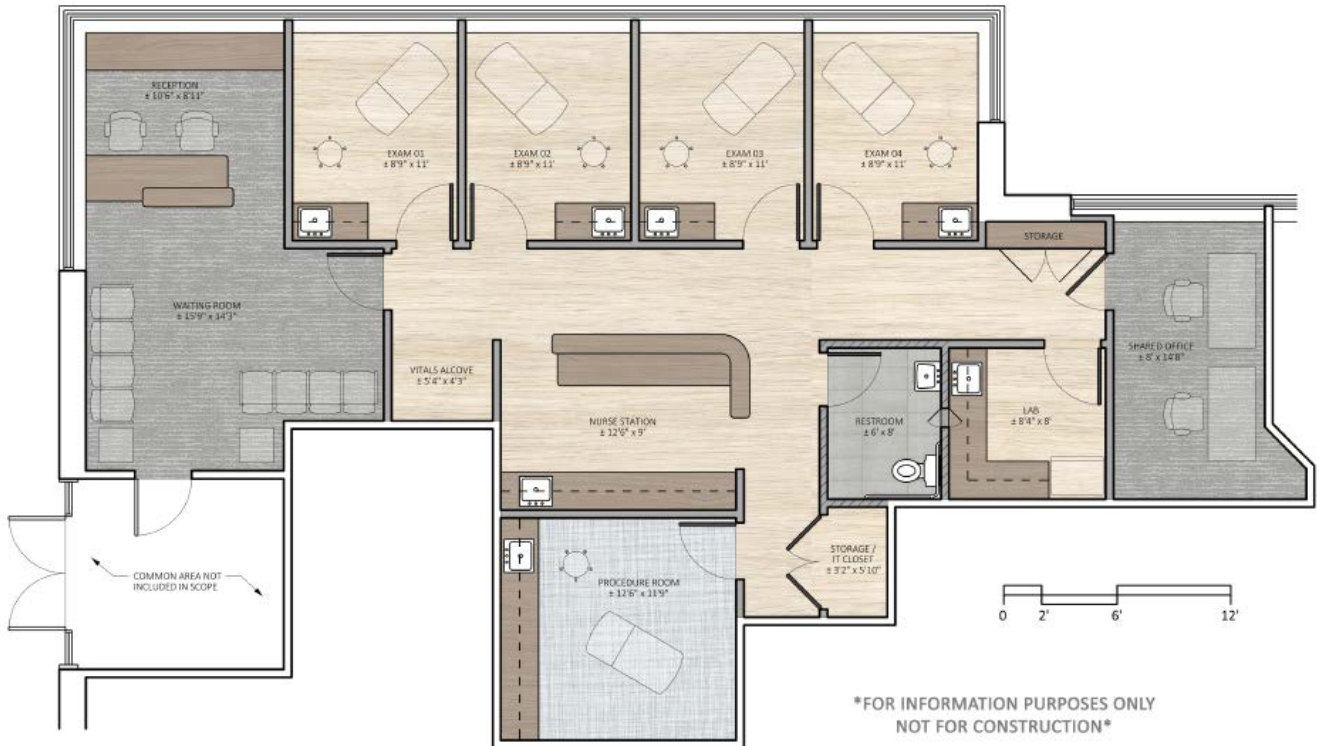 RECEPTION
± 10'6" x 8'11"
EXAM 01
± 8'9" x 11'
EXAM 02
± 8'9" x 11'
EXAM 03
± 8'9" x 11'
EXAM 04
± 8'9" x 11'
STORAGE
WAITING ROOM
± 15'9" x 14'3"
VITALS ALCOVE
± 5'4" x 4'3"
NURSE STATION
± 12'6" x 9'
RESTROOM
± 6' x 8'
LAB
± 8'4" x 8'
SHARED OFFICE
± 8' x 14'8"
STORAGE /
IT CLOSET
± 3'2" x 5'10"
PROCEDURE ROOM
± 12'6" x 11'9"
COMMON AREA NOT
INCLUDED IN SCOPE
0 2' 6' 12'
*FOR INFORMATION PURPOSES ONLY
NOT FOR CONSTRUCTION*